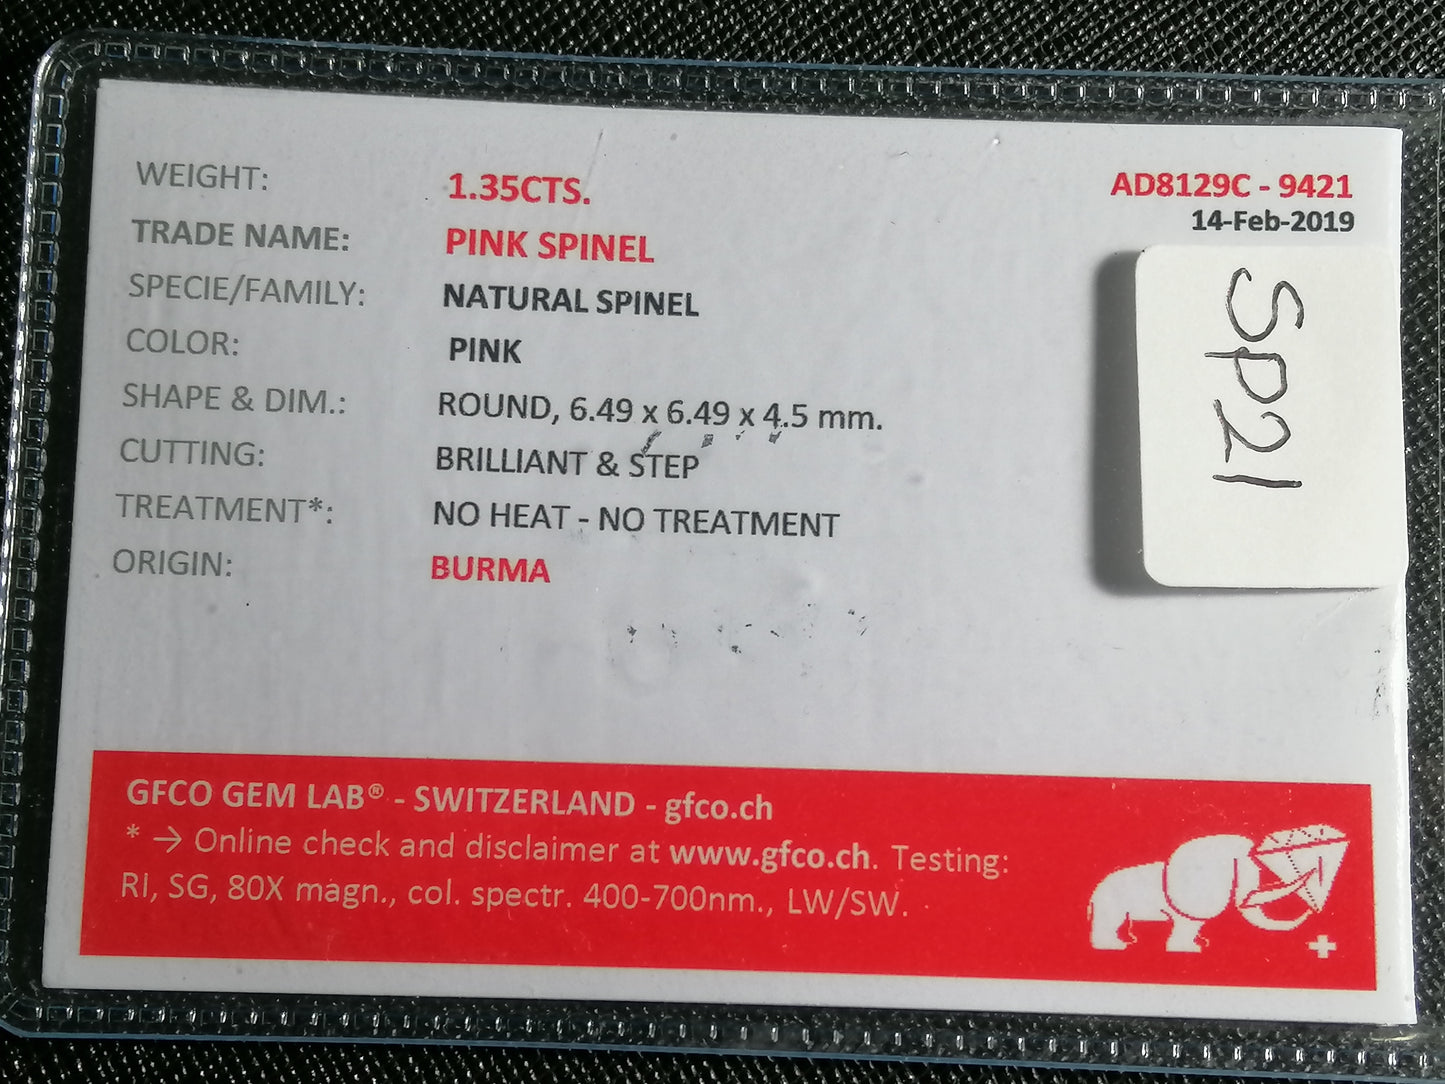 WEIGHT: 1.35CTS.
TRADE NAME: PINK SPINEL
SPECIE/FAMILY: NATURAL SPINEL
COLOR: PINK
SHAPE & DIM.: ROUND, 6.49 x 6.49 x 4.5 mm.
CUTTING: BRILLIANT & STEP
TREATMENT*: NO HEAT - NO TREATMENT
ORIGIN: BURMA
AD8129C - 9421
14-Feb-2019
SP21
GFCO GEM LAB® - SWITZERLAND - gfco.ch
* → Online check and disclaimer at www.gfco.ch. Testing:
RI, SG, 80X magn., col. spectr. 400-700nm., LW/SW.